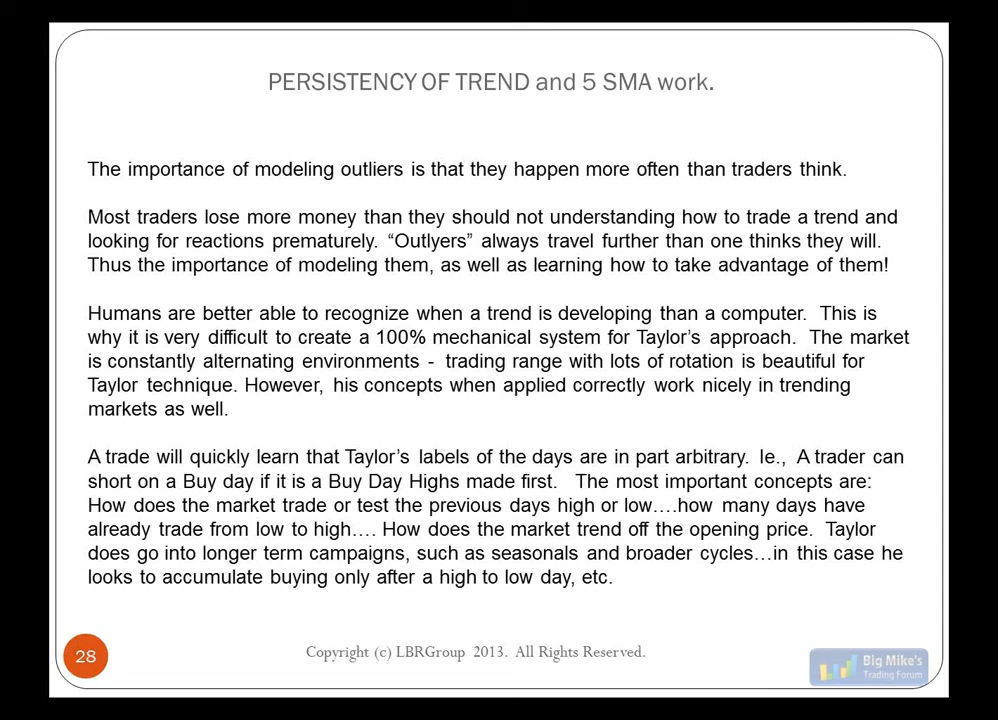 PERSISTENCY OF TREND and 5 SMA work.
The importance of modeling outliers is that they happen more often than traders think.
Most traders lose more money than they should not understanding how to trade a trend and
looking for reactions prematurely. “Outlyers” always travel further than one thinks they will.
Thus the importance of modeling them, as well as learning how to take advantage of them!
Humans are better able to recognize when a trend is developing than a computer. This is
why it is very difficult to create a 100% mechanical system for Taylor’s approach. The market
is constantly alternating environments - trading range with lots of rotation is beautiful for
Taylor technique. However, his concepts when applied correctly work nicely in trending
markets as well.
A trade will quickly learn that Taylor’s labels of the days are in part arbitrary. Ie., A trader can
short on a Buy day if it is a Buy Day Highs made first. The most important concepts are:
How does the market trade or test the previous days high or low….how many days have
already trade from low to high…. How does the market trend off the opening price. Taylor
does go into longer term campaigns, such as seasonals and broader cycles…in this case he
looks to accumulate buying only after a high to low day, etc.
28
Copyright (c) LBRGroup 2013. All Rights Reserved.
Big Mike's
Trading Forum